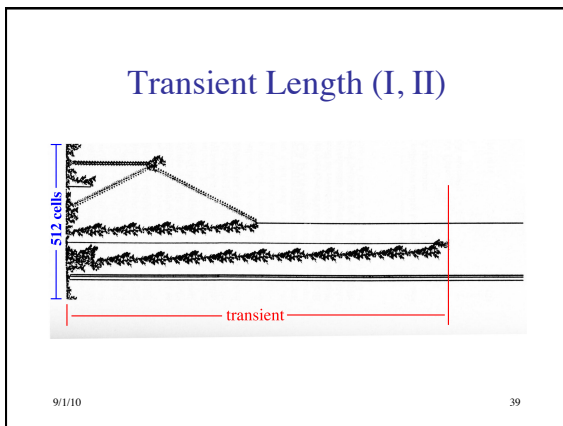 Transient Length (I, II)
512 cells
transient
9/1/10
39